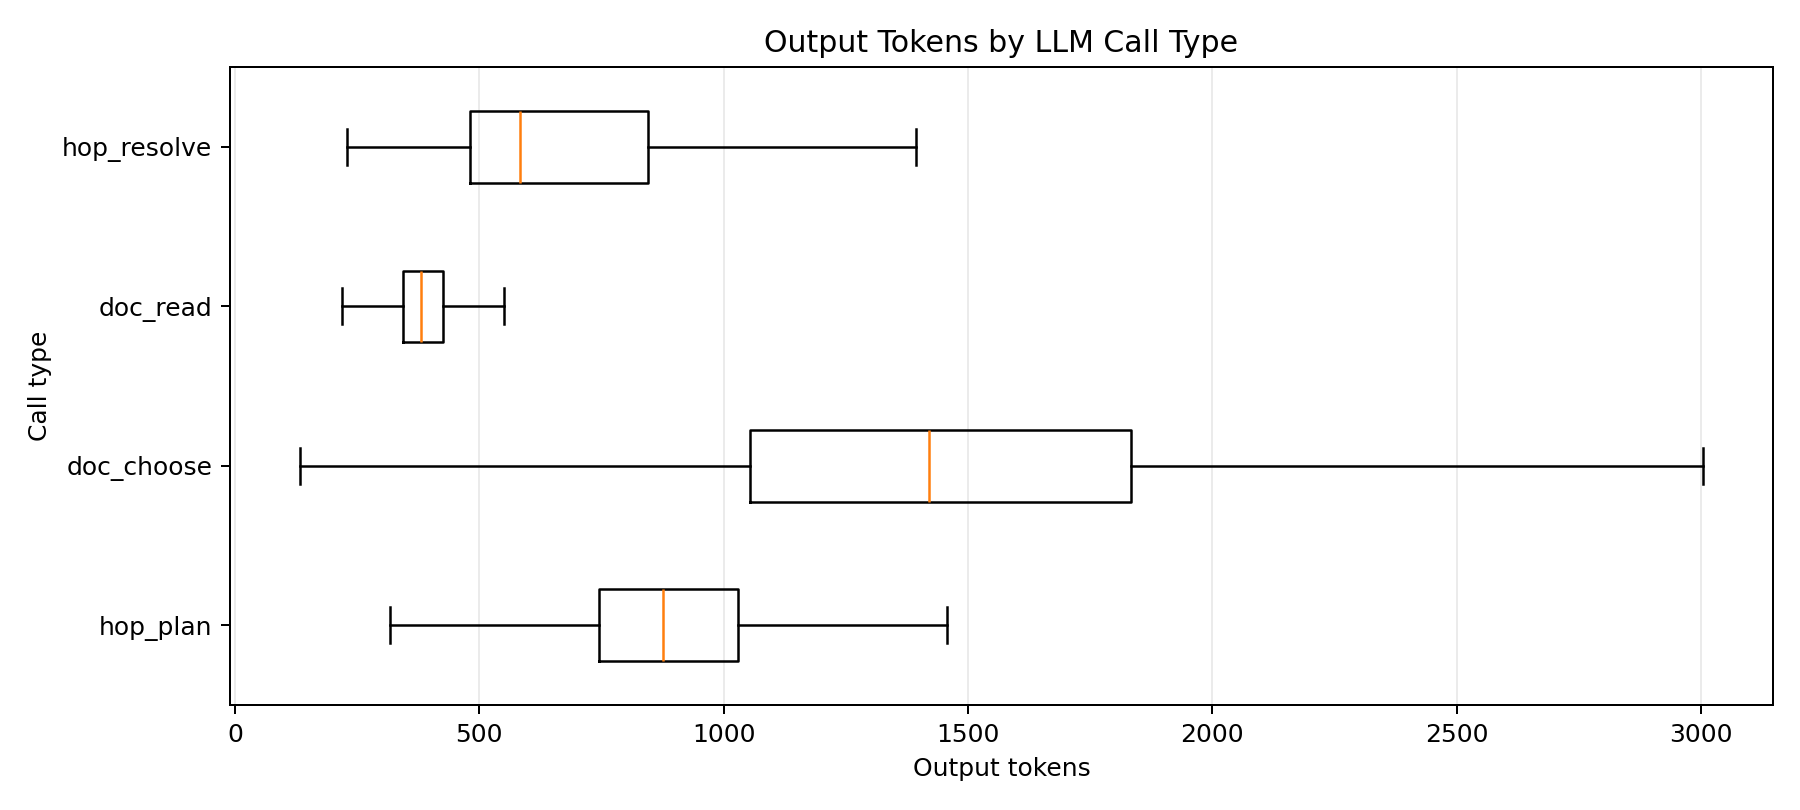 Output Tokens by LLM Call Type
hop_resolve
doc_read
doc_choose
hop_plan
Call type
0 500 1000 1500 2000 2500 3000
Output tokens